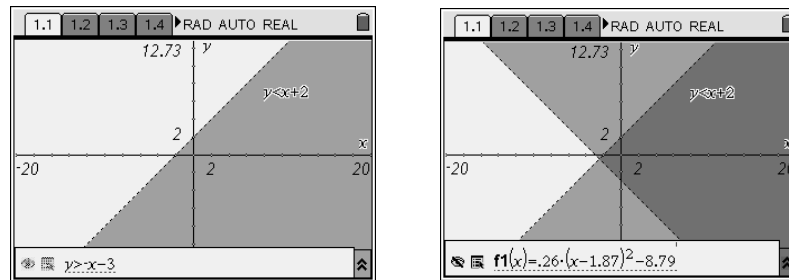 1.1 1.2 1.3 1.4 RAD AUTO REAL
12.73 y
y<x+2
2
x
-20 2 20
y>-x-3
1.1 1.2 1.3 1.4 RAD AUTO REAL
12.73 y
y<x+2
2
x
-20 2 20
f1(x)=.26·(x-1.87)²-8.79